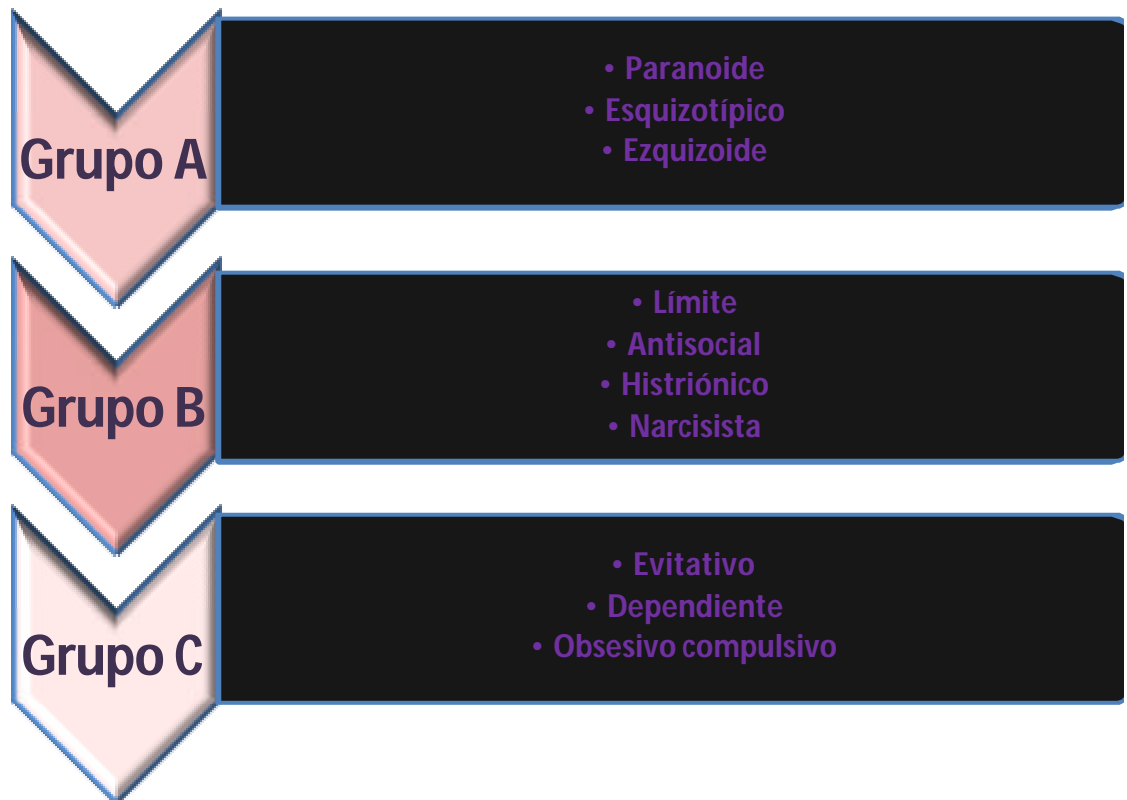 Grupo A
• Paranoide
• Esquizotípico
• Ezquizoide
Grupo B
• Límite
• Antisocial
• Histriónico
• Narcisista
Grupo C
• Evitativo
• Dependiente
• Obsesivo compulsivo